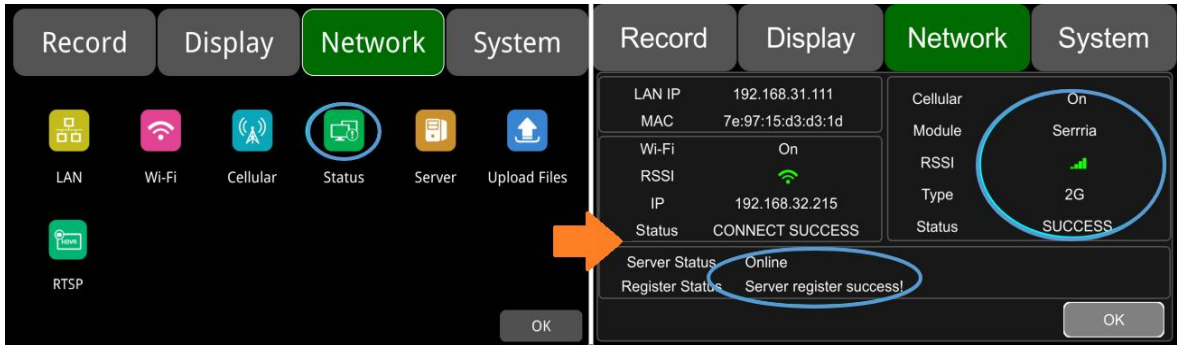 Record Display Network System
LAN Wi-Fi Cellular Status Server Upload Files
HDVR
RTSP
OK
Record Display Network System
LAN IP 192.168.31.111
MAC 7e:97:15:d3:d3:1d
Wi-Fi On
RSSI
IP 192.168.32.215
Status CONNECT SUCCESS
Cellular On
Module Serrria
RSSI
Type 2G
Status SUCCESS
Server Status Online
Register Status Server register success!
OK